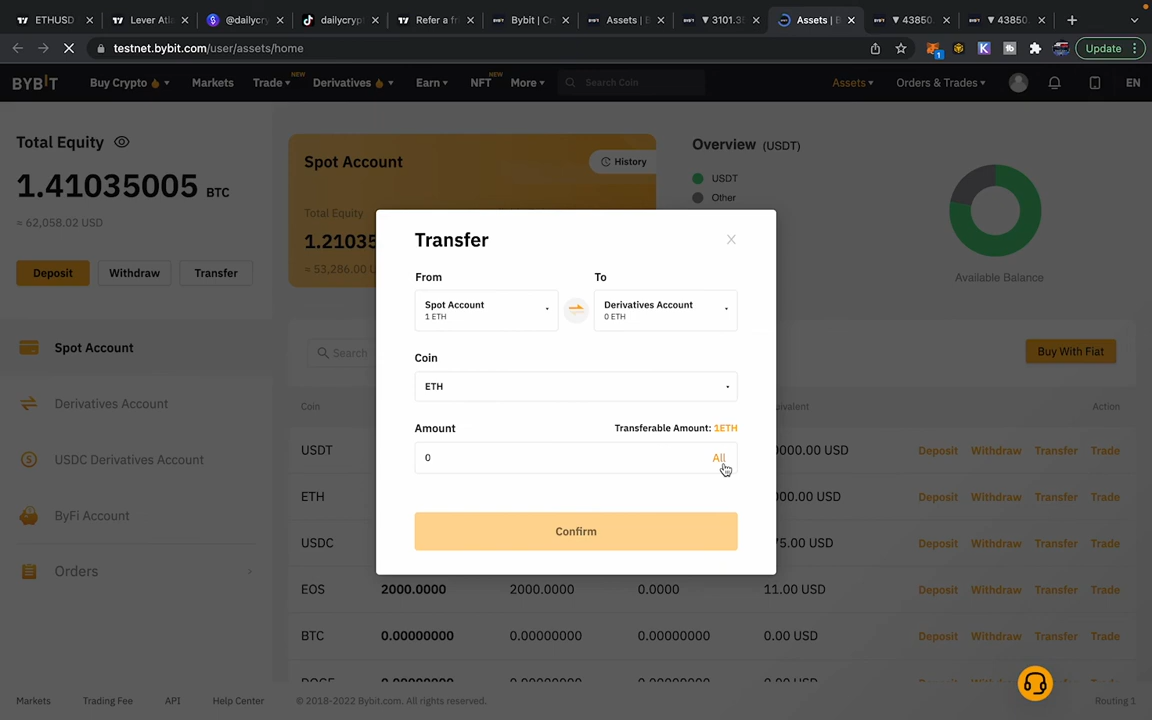 ETHUSD
Lever Atl
@dailycry
dailycrypt
Refer a fri
Bybit | Cr
Assets | B
▼ 3101.35
Assets | B
▼ 43850.
▼ 43850.
testnet.bybit.com/user/assets/home
1
K
Update
BYBIT
Buy Crypto
Markets
Trade NEW
Derivatives
Earn
NFT NEW
More
Search Coin
Assets
Orders & Trades
EN
Total Equity
1.41035005 BTC
≈ 62,058.02 USD
Deposit
Withdraw
Transfer
Spot Account
Derivatives Account
USDC Derivatives Account
ByFi Account
Orders
Spot Account
History
Total Equity
1.21035
≈ 53,286.00 U
Overview (USDT)
USDT
Other
Available Balance
Search
Buy With Fiat
Transfer
From
To
Spot Account
1 ETH
Derivatives Account
0 ETH
Coin
ETH
Amount
Transferable Amount: 1ETH
0
All
Confirm
Coin
uivalent
Action
USDT
0000.00 USD
Deposit Withdraw Transfer Trade
ETH
000.00 USD
Deposit Withdraw Transfer Trade
USDC
75.00 USD
Deposit Withdraw Transfer Trade
EOS 2000.0000 2000.0000 0.0000 11.00 USD
Deposit Withdraw Transfer Trade
BTC 0.00000000 0.00000000 0.00000000 0.00 USD
Deposit Withdraw Transfer Trade
Markets
Trading Fee
API
Help Center
© 2018-2022 Bybit.com. All rights reserved.
Routing 1